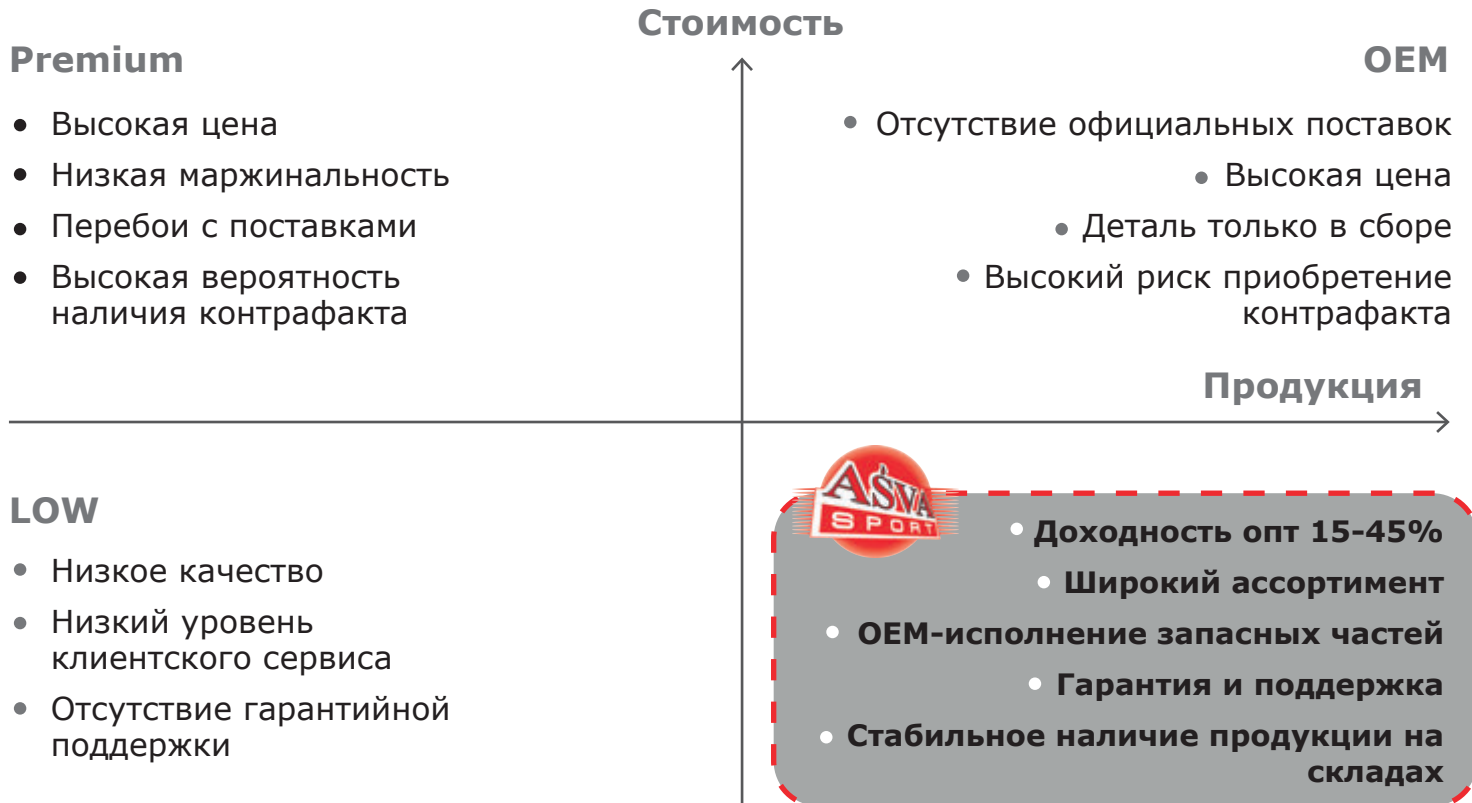 Стоимость
Premium
• Высокая цена
• Низкая маржинальность
• Перебои с поставками
• Высокая вероятность
наличия контрафакта
OEM
• Отсутствие официальных поставок
• Высокая цена
• Деталь только в сборе
• Высокий риск приобретение
контрафакта
Продукция
LOW
• Низкое качество
• Низкий уровень
клиентского сервиса
• Отсутствие гарантийной
поддержки
AŚVA
SPORT
• Доходность опт 15-45%
• Широкий ассортимент
• OEM-исполнение запасных частей
• Гарантия и поддержка
• Стабильное наличие продукции на
складах